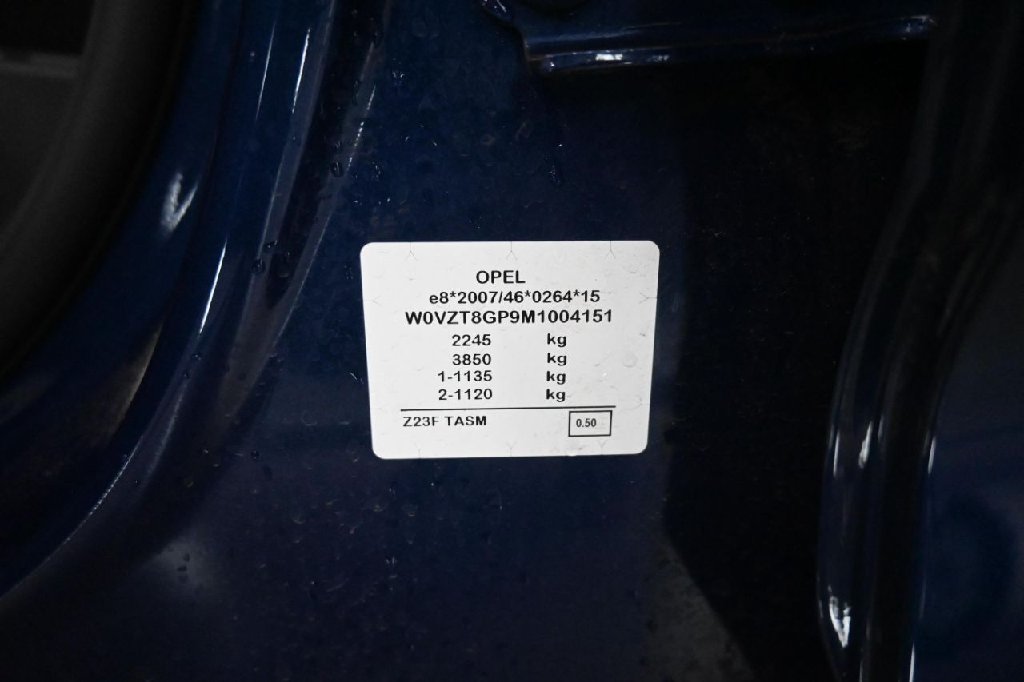 OPEL
e8*2007/46*0264*15
W0VZT8GP9M1004151
2245 kg
3850 kg
1-1135 kg
2-1120 kg
Z23F TASM 0.50